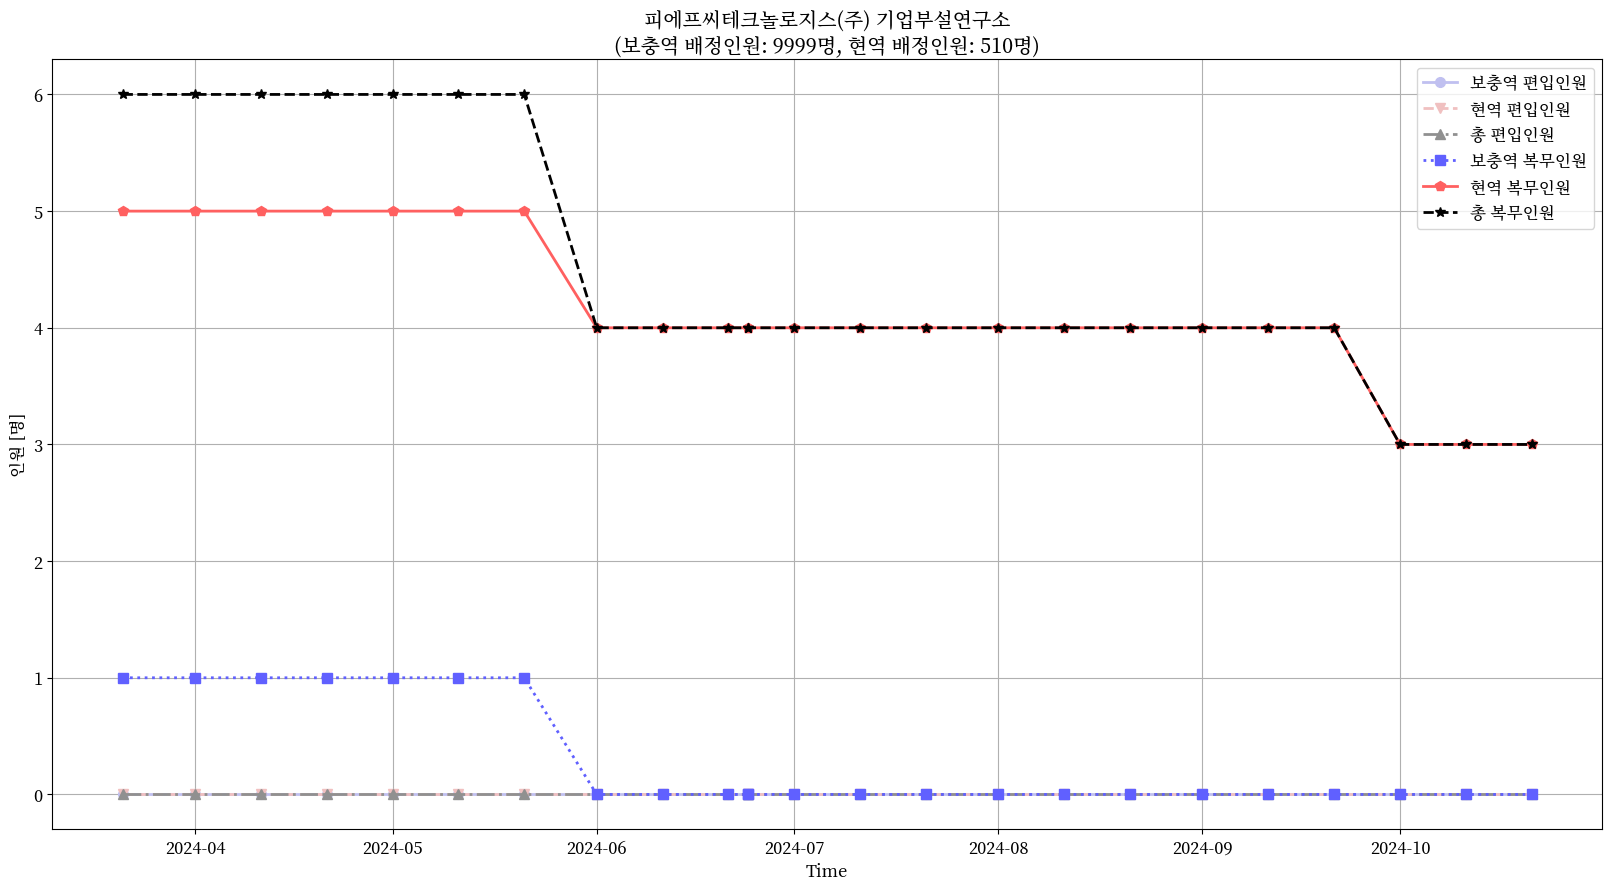 피에프씨테크놀로지스(주) 기업부설연구소
(보충역 배정인원: 9999명, 현역 배정인원: 510명)
보충역 편입인원
현역 편입인원
총 편입인원
보충역 복무인원
현역 복무인원
총 복무인원
인원 [명]
6
5
4
3
2
1
0
2024-04 2024-05 2024-06 2024-07 2024-08 2024-09 2024-10
Time